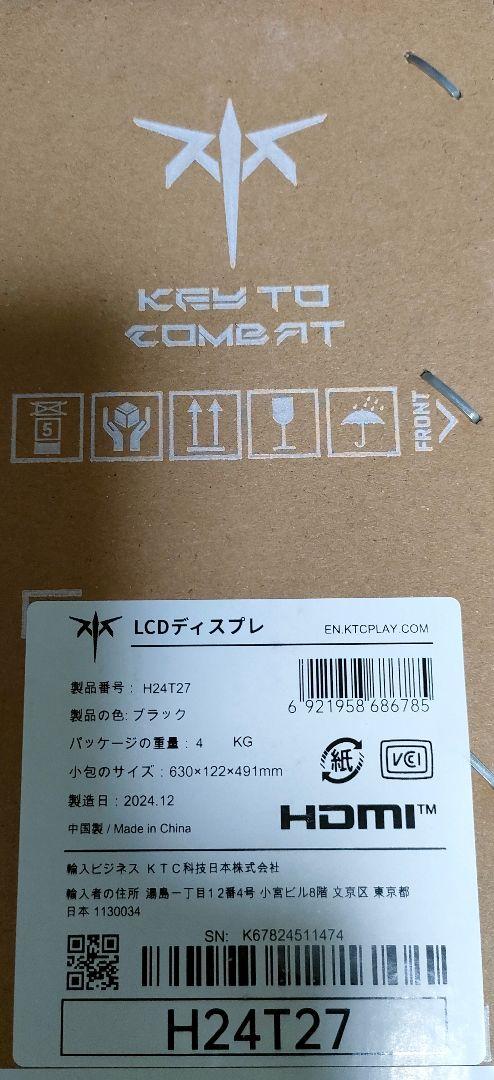 KEY TO
COMBAT
5
FRONT
LCDディスプレ
EN.KTCPLAY.COM
製品番号: H24T27
製品の色: ブラック
パッケージの重量: 4 KG
小包のサイズ: 630×122×491mm
製造日: 2024.12
中国製 / Made in China
6 921958 686785
紙
VCCI
HDMI™
輸入ビジネス KTC科技日本株式会社
輸入者の住所 湯島一丁目12番4号 小宮ビル8階 文京区 東京都
日本 1130034
SN: K67824511474
H24T27